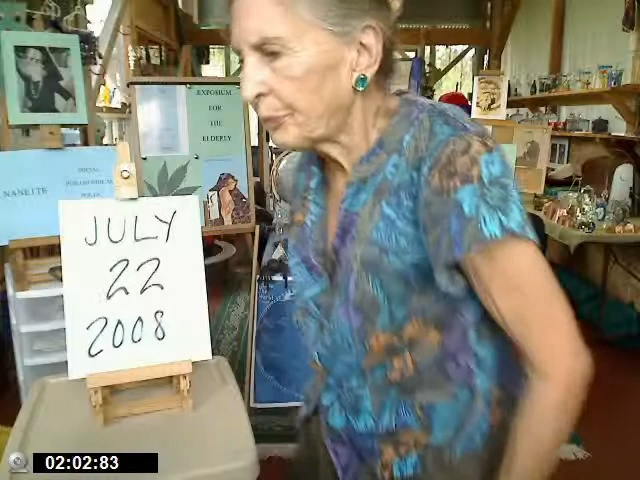 EXPOSIUM
FOR
THE
ELDERLY
NANETTE
JULY
22
2008
02:02:83